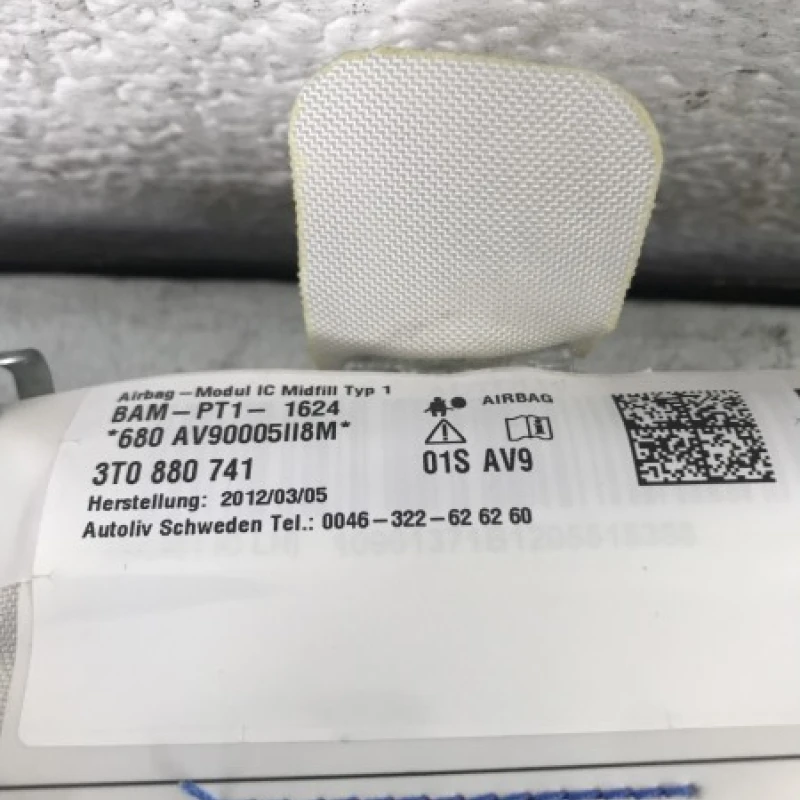 Airbag-Modul IC Midfill Typ 1
BAM-PT1- 1624
*680 AV90005II8M*
3T0 880 741
Herstellung: 2012/03/05
Autoliv Schweden Tel.: 0046-322-62 62 60
AIRBAG
01S AV9